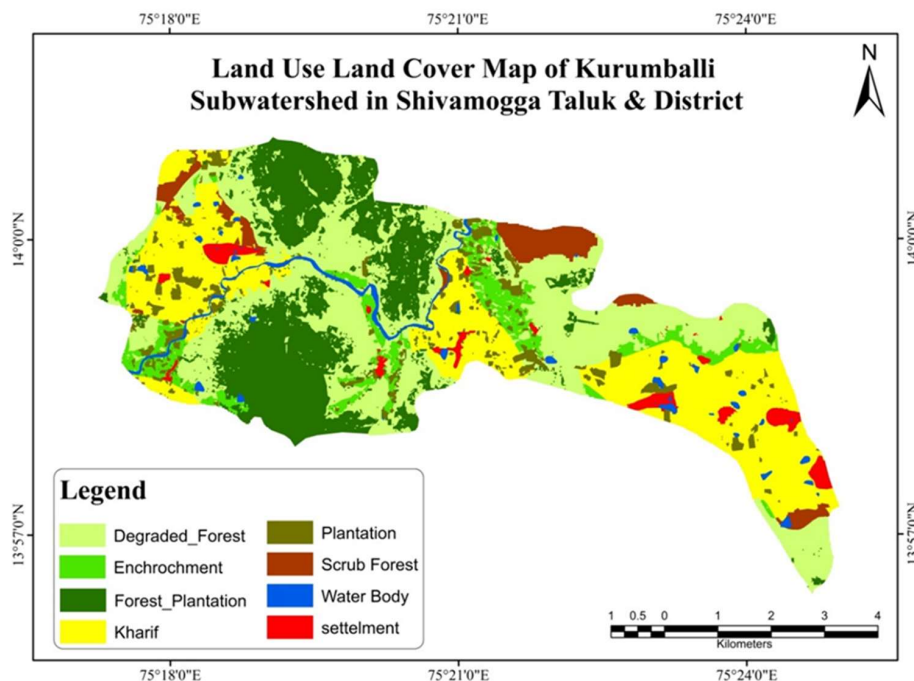 75°18'0"E 75°21'0"E 75°24'0"E
Land Use Land Cover Map of Kurumballi
Subwatershed in Shivamogga Taluk & District
N
14°0'0"N 14°0'0"N
13°57'0"N 13°57'0"N
Legend
Degraded_Forest
Enchrochment
Forest_Plantation
Kharif
Plantation
Scrub Forest
Water Body
settelment
1 0.5 0 1 2 3 4
Kilometers
75°18'0"E 75°21'0"E 75°24'0"E